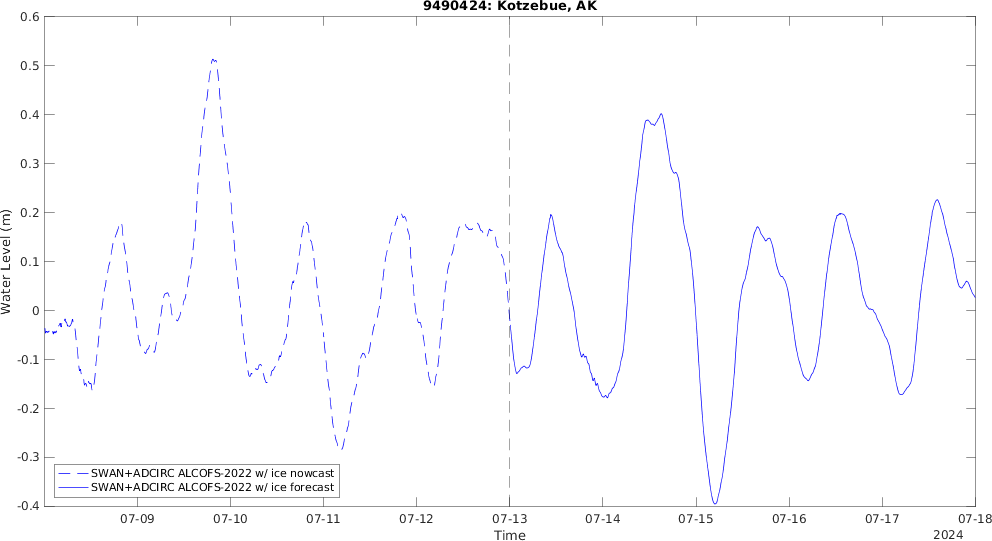 9490424: Kotzebue, AK
0.6
0.5
0.4
0.3
0.2
0.1
0
-0.1
-0.2
-0.3
-0.4
Water Level (m)
SWAN+ADCIRC ALCOFS-2022 w/ ice nowcast
SWAN+ADCIRC ALCOFS-2022 w/ ice forecast
07-09 07-10 07-11 07-12 07-13 07-14 07-15 07-16 07-17 07-18
Time
2024